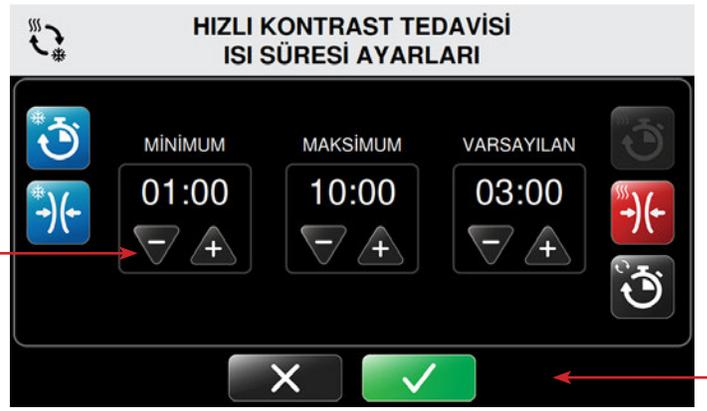 HIZLI KONTRAST TEDAVİSİ
ISI SÜRESİ AYARLARI
MİNİMUM MAKSİMUM VARSAYILAN
01:00 10:00 03:00
− + − + − +